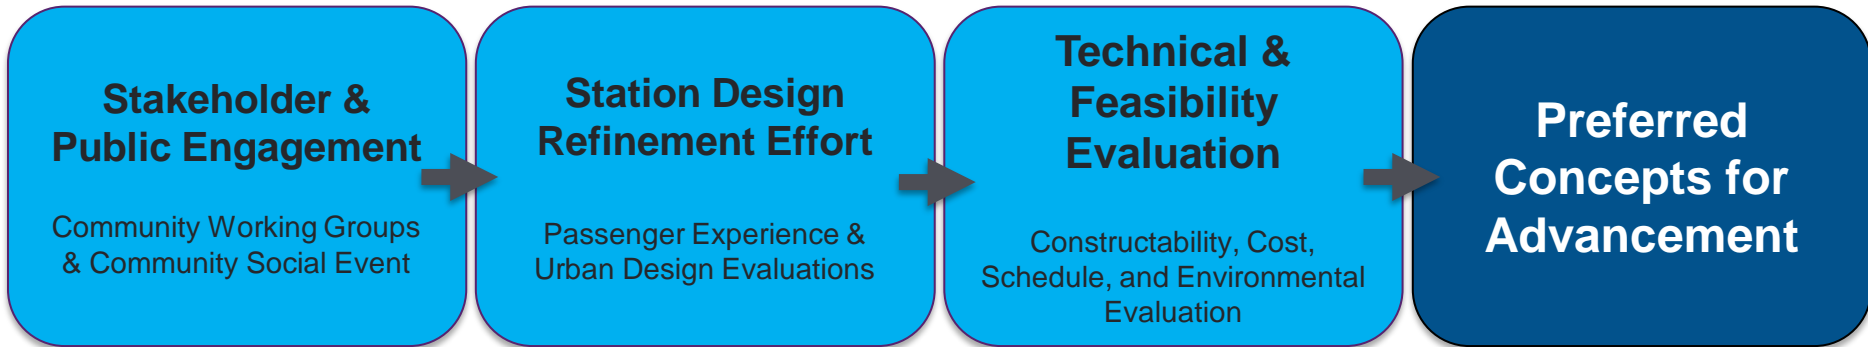 Stakeholder &
Public Engagement
Community Working Groups
& Community Social Event
Station Design
Refinement Effort
Passenger Experience &
Urban Design Evaluations
Technical &
Feasibility
Evaluation
Constructability, Cost,
Schedule, and Environmental
Evaluation
Preferred
Concepts for
Advancement